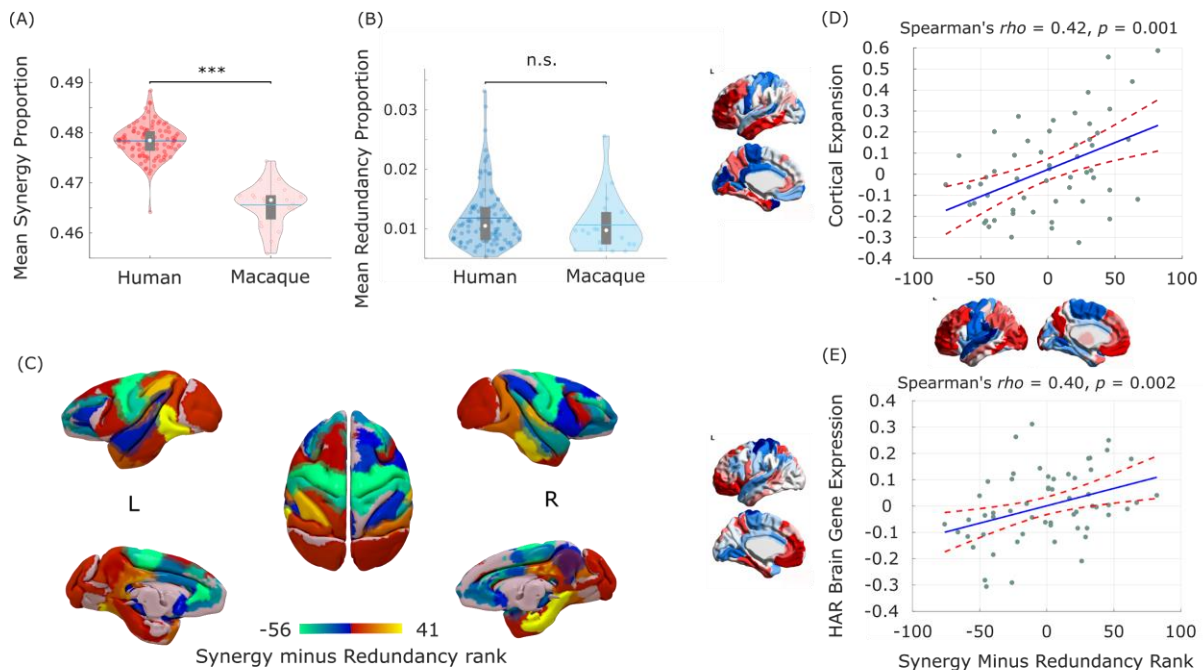 (A)
Mean Synergy Proportion
0.49
0.48
0.47
0.46
***
Human
Macaque
(B)
Mean Redundancy Proportion
0.03
0.02
0.01
n.s.
Human
Macaque
(C)
L
R
-56
41
Synergy minus Redundancy rank
(D)
Spearman's rho = 0.42, p = 0.001
Cortical Expansion
0.6
0.5
0.4
0.3
0.2
0.1
0
-0.1
-0.2
-0.3
-100
-50
0
50
100
L
L
(E)
Spearman's rho = 0.40, p = 0.002
HAR Brain Gene Expression
0.4
0.3
0.2
0.1
0
-0.1
-0.2
-0.3
0.4
L
-100
-50
0
50
100
Synergy Minus Redundancy Rank